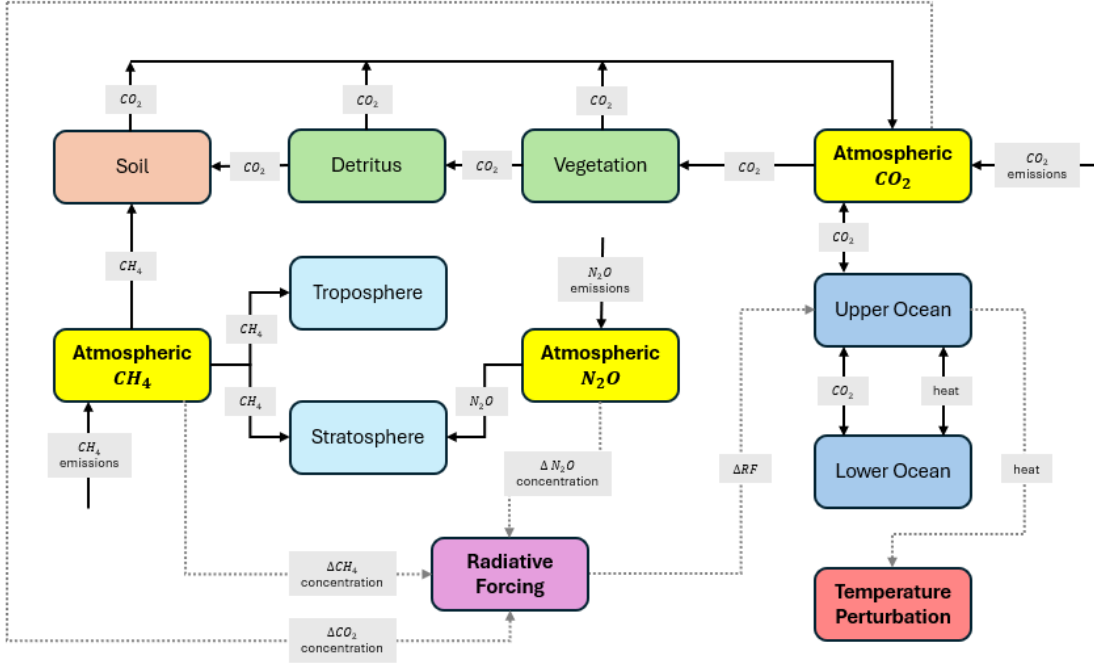 CO₂
CO₂
CO₂
Soil
CO₂
Detritus
CO₂
Vegetation
CO₂
Atmospheric
CO₂
CO₂
emissions
CH₄
CO₂
N₂O
emissions
Troposphere
Upper Ocean
CH₄
Atmospheric
CH₄
Atmospheric
N₂O
CH₄
N₂O
CO₂
heat
Stratosphere
CH₄
emissions
Δ N₂O
concentration
ΔRF
Lower Ocean
heat
ΔCH₄
concentration
Radiative
Forcing
Temperature
Perturbation
ΔCO₂
concentration